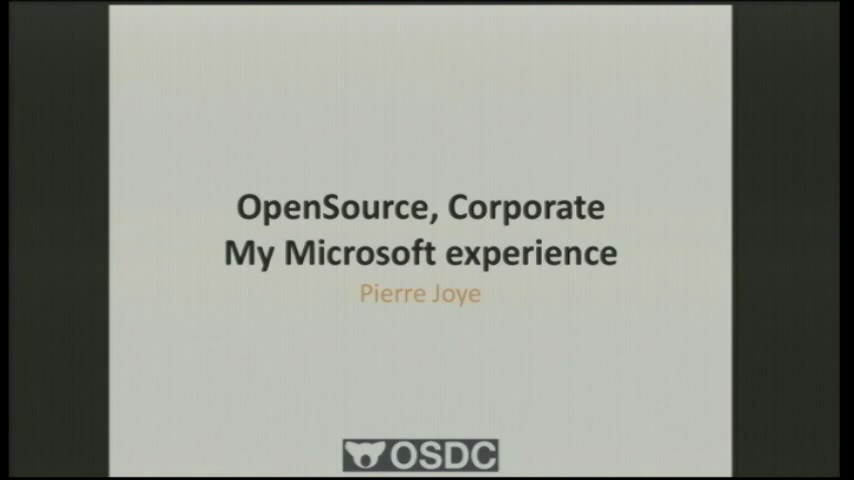 OpenSource, Corporate
My Microsoft experience
Pierre Joye
OSDC